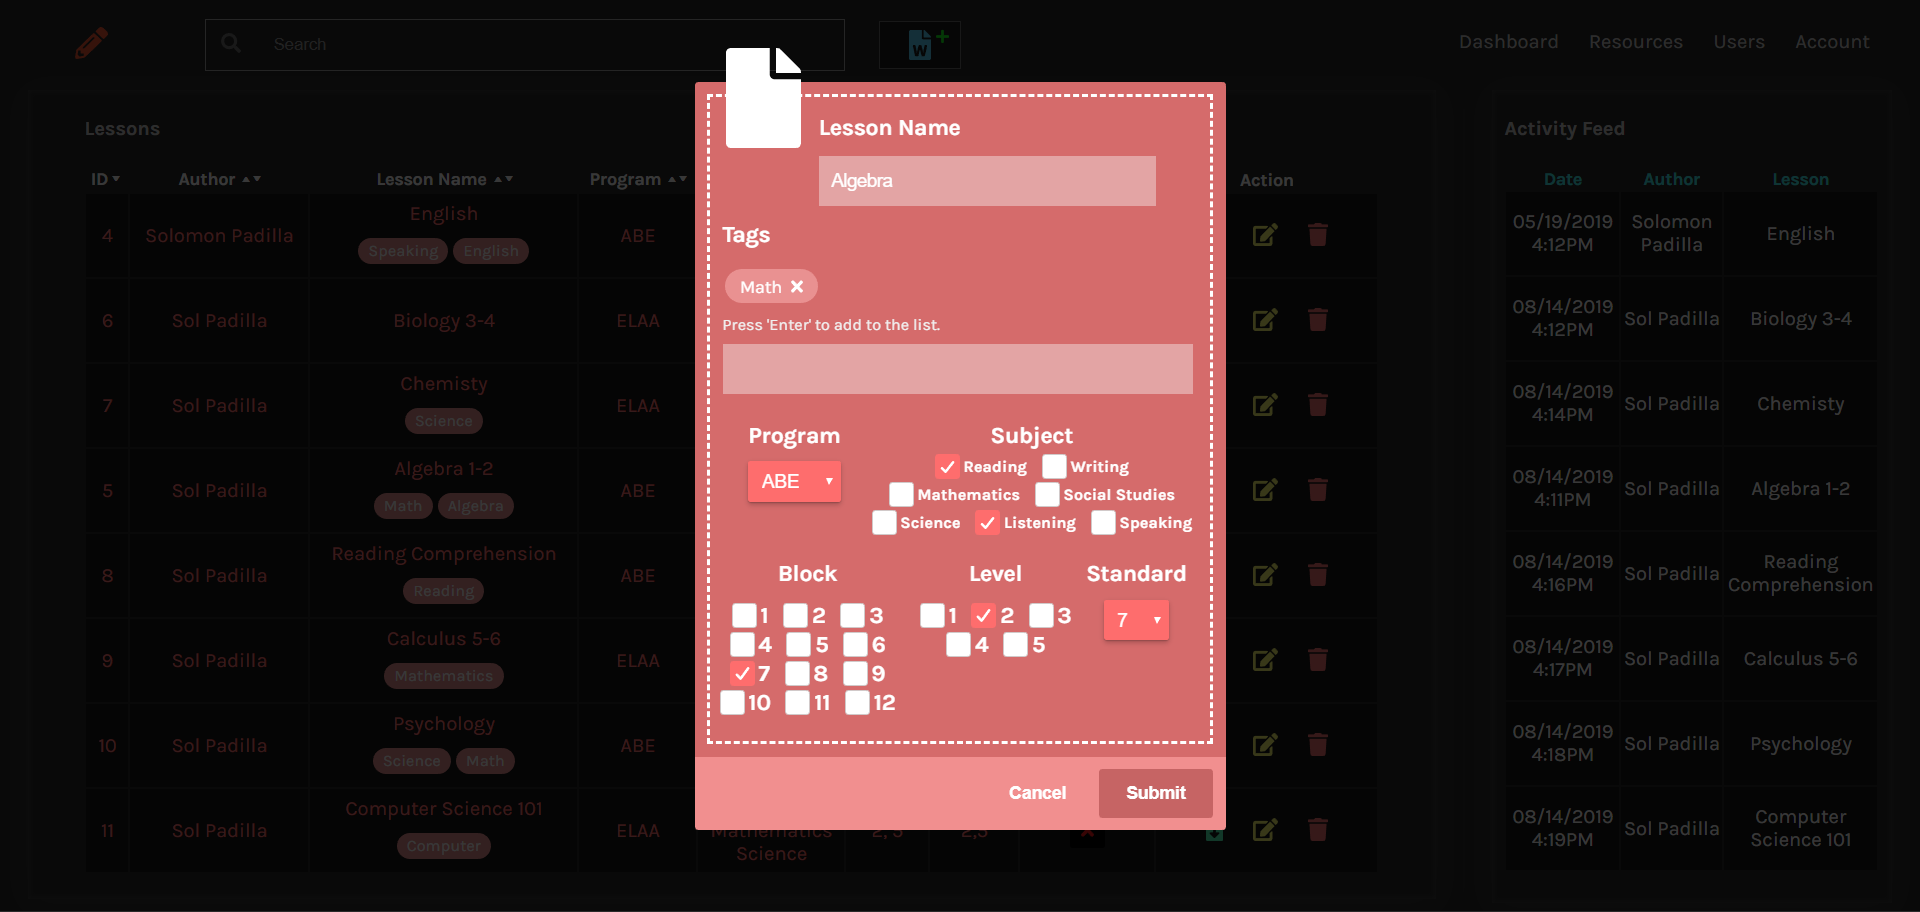 Search
W
Dashboard Resources Users Account
Lessons
ID Author Lesson Name Program Action
4 Solomon Padilla English ABE
Speaking English
6 Sol Padilla Biology 3-4 ELAA
7 Sol Padilla Chemisty ELAA
Science
5 Sol Padilla Algebra 1-2 ABE
Math Algebra
8 Sol Padilla Reading Comprehension ABE
Reading
9 Sol Padilla Calculus 5-6 ELAA
Mathematics
10 Sol Padilla Psychology ABE
Science Math
11 Sol Padilla Computer Science 101 ELAA Mathematics 2, 3 2,3
Computer Science
Lesson Name
Algebra
Tags
Math
Press 'Enter' to add to the list.
Program
ABE
Subject
Reading Writing
Mathematics Social Studies
Science Listening Speaking
Block
1 2 3
4 5 6
7 8 9
10 11 12
Level
1 2 3
4 5
Standard
7
Cancel Submit
Activity Feed
Date Author Lesson
05/19/2019 Solomon English
4:12PM Padilla
08/14/2019 Sol Padilla Biology 3-4
4:12PM
08/14/2019 Sol Padilla Chemisty
4:14PM
08/14/2019 Sol Padilla Algebra 1-2
4:11PM
08/14/2019 Sol Padilla Reading
4:16PM Comprehension
08/14/2019 Sol Padilla Calculus 5-6
4:17PM
08/14/2019 Sol Padilla Psychology
4:18PM
08/14/2019 Sol Padilla Computer
4:19PM Science 101